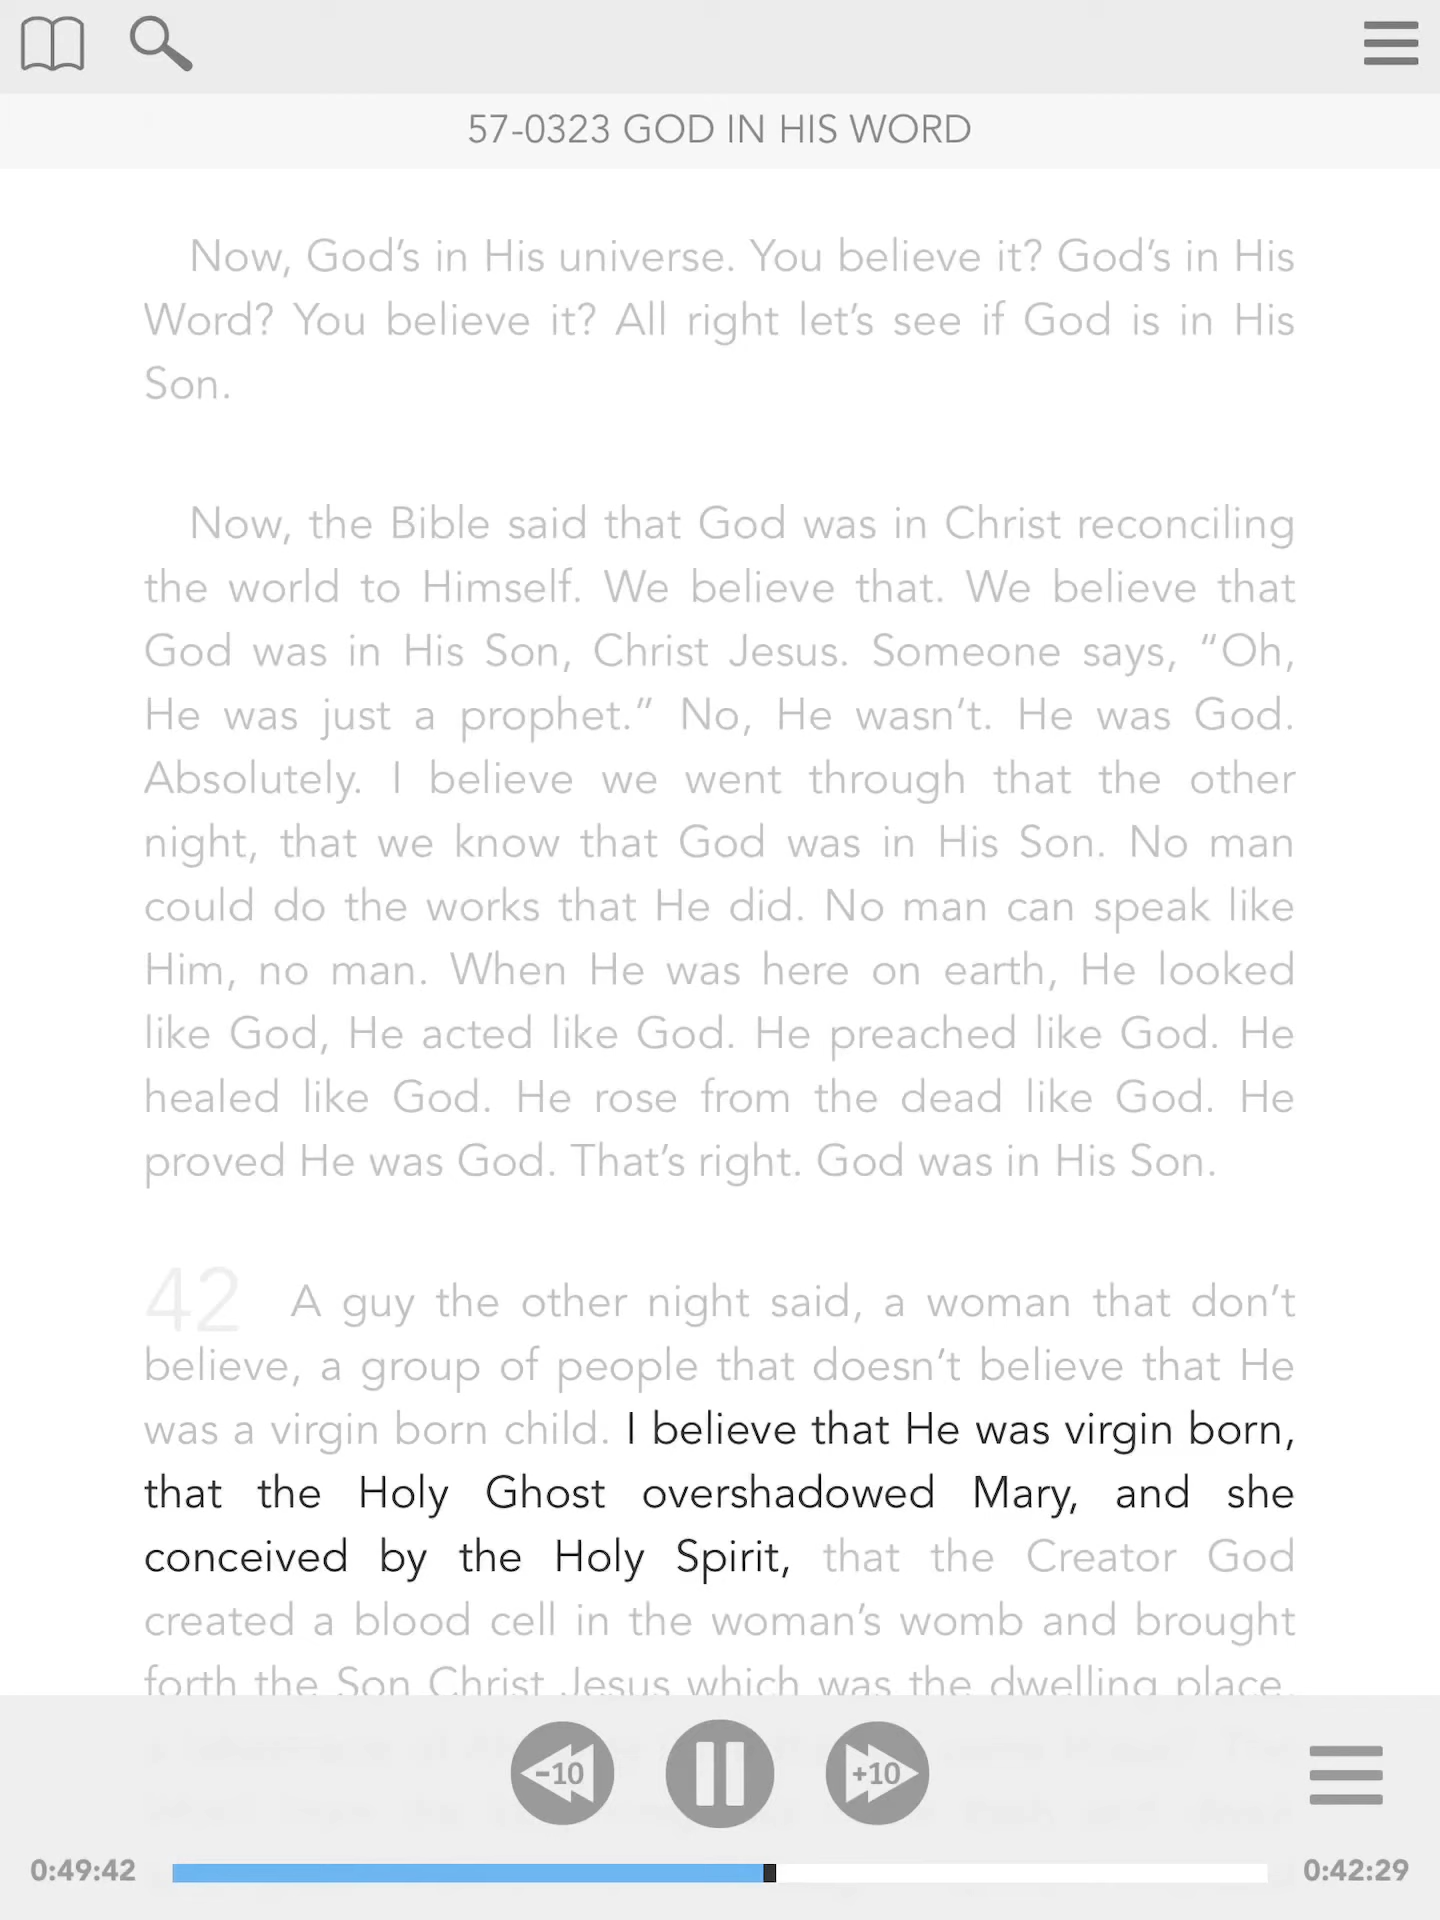 57-0323 GOD IN HIS WORD
Now, God’s in His universe. You believe it? God’s in His
Word? You believe it? All right let’s see if God is in His
Son.
Now, the Bible said that God was in Christ reconciling
the world to Himself. We believe that. We believe that
God was in His Son, Christ Jesus. Someone says, “Oh,
He was just a prophet.” No, He wasn’t. He was God.
Absolutely. I believe we went through that the other
night, that we know that God was in His Son. No man
could do the works that He did. No man can speak like
Him, no man. When He was here on earth, He looked
like God, He acted like God. He preached like God. He
healed like God. He rose from the dead like God. He
proved He was God. That’s right. God was in His Son.
42 A guy the other night said, a woman that don’t
believe, a group of people that doesn’t believe that He
was a virgin born child. I believe that He was virgin born,
that the Holy Ghost overshadowed Mary, and she
conceived by the Holy Spirit, that the Creator God
created a blood cell in the woman’s womb and brought
forth the Son Christ Jesus which was the dwelling place,
-10 +10
0:49:42 0:42:29